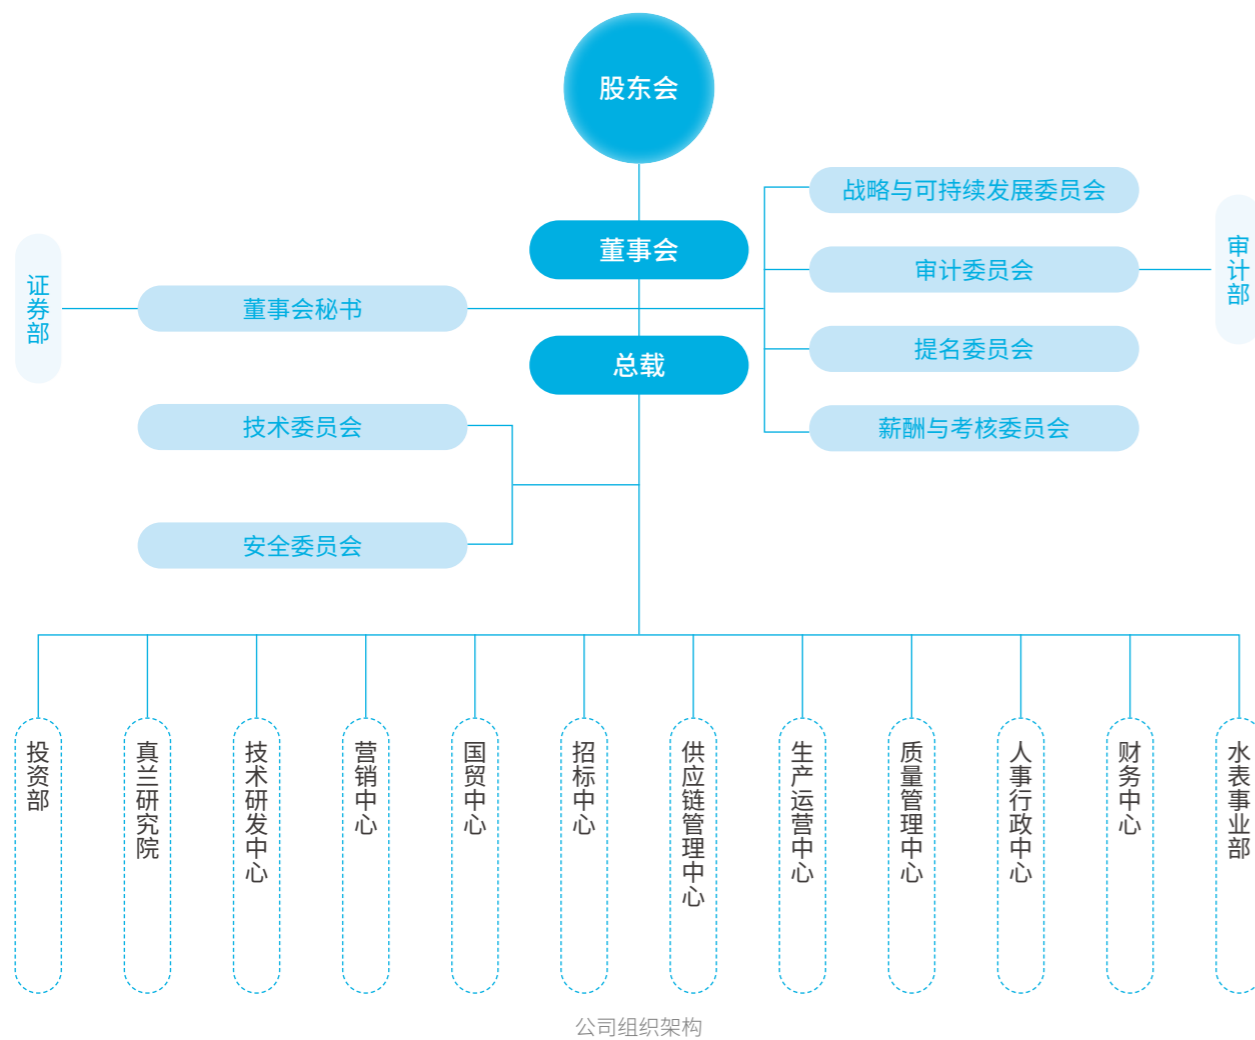 股东会
董事会
战略与可持续发展委员会
审计委员会
审计部
提名委员会
薪酬与考核委员会
证券部
董事会秘书
总载
技术委员会
安全委员会
投资部
真兰研究院
技术研发中心
营销中心
国贸中心
招标中心
供应链管理中心
生产运营中心
质量管理中心
人事行政中心
财务中心
水表事业部
公司组织架构